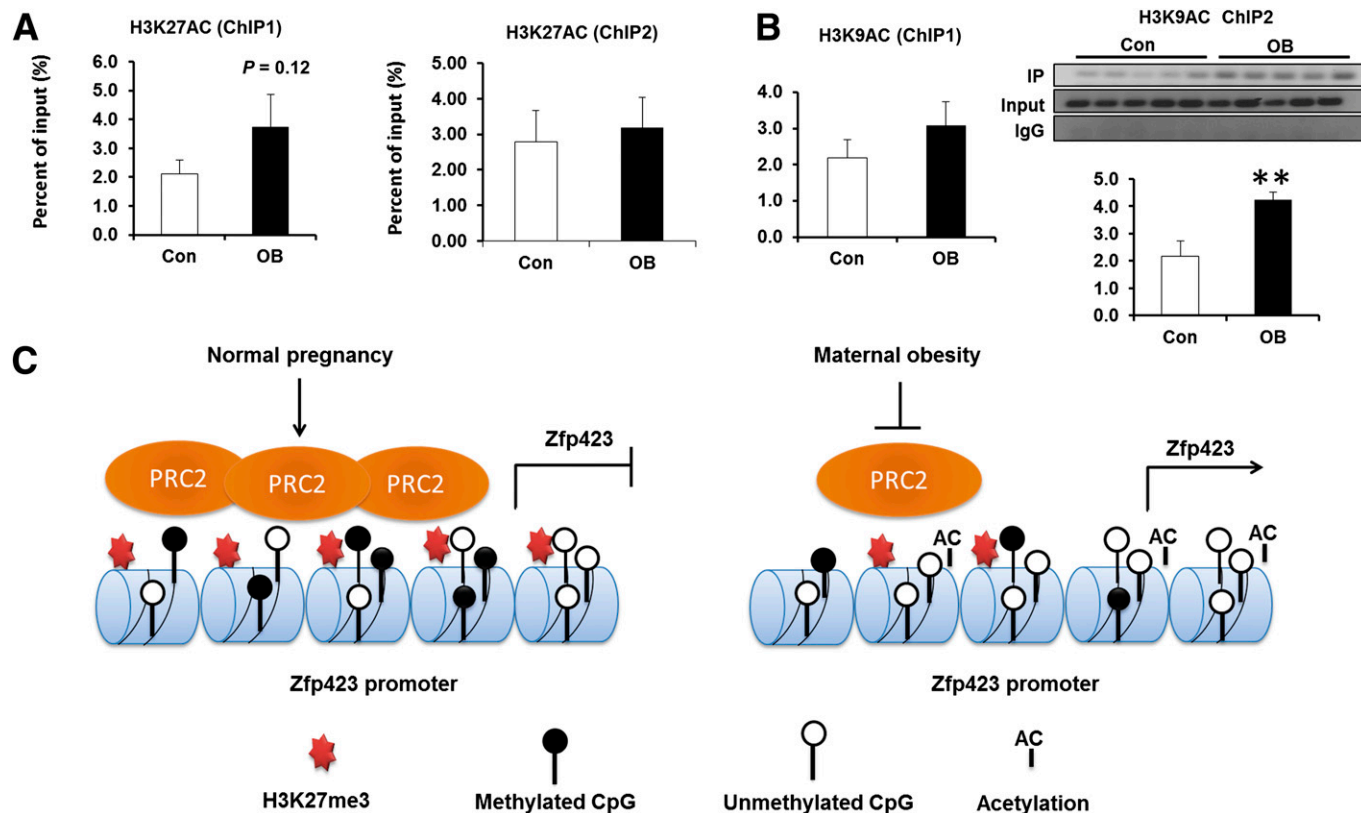 A
H3K27AC (ChIP1)
P = 0.12
Percent of input (%)
6.0
5.0
4.0
3.0
2.0
1.0
0.0
Con
OB
H3K27AC (ChIP2)
Percent of input (%)
5.00
4.00
3.00
2.00
1.00
0.00
Con
OB
B
H3K9AC (ChIP1)
4.0
3.0
2.0
1.0
0.0
Con
OB
H3K9AC ChIP2
Con
OB
IP
Input
IgG
**
5.0
4.0
3.0
2.0
1.0
0.0
Con
OB
C
Normal pregnancy
PRC2
PRC2
PRC2
Zfp423
Zfp423 promoter
Maternal obesity
PRC2
Zfp423
AC
AC
AC
Zfp423 promoter
H3K27me3
Methylated CpG
Unmethylated CpG
AC
Acetylation